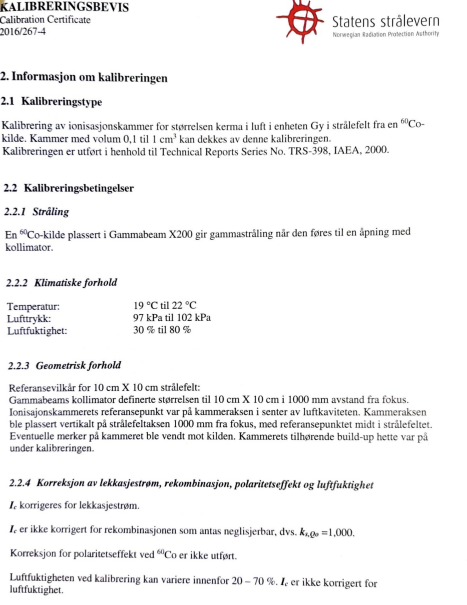 KALIBRERINGSBEVIS
Calibration Certificate
2016/267-4
Statens strålevern
Norwegian Radiation Protection Authority
2. Informasjon om kalibreringen
2.1 Kalibreringstype
Kalibrering av ionisasjonskammer for størrelsen kerma i luft i enheten Gy i strålefelt fra en ⁶⁰Co-
kilde. Kammer med volum 0,1 til 1 cm³ kan dekkes av denne kalibreringen.
Kalibreringen er utført i henhold til Technical Reports Series No. TRS-398, IAEA, 2000.
2.2 Kalibreringsbetingelser
2.2.1 Stråling
En ⁶⁰Co-kilde plassert i Gammabeam X200 gir gammastråling når den føres til en åpning med
kollimator.
2.2.2 Klimatiske forhold
Temperatur: 19 °C til 22 °C
Lufttrykk: 97 kPa til 102 kPa
Luftfuktighet: 30 % til 80 %
2.2.3 Geometrisk forhold
Referansevilkår for 10 cm X 10 cm strålefelt:
Gammabeams kollimator definerte størrelsen til 10 cm X 10 cm i 1000 mm avstand fra fokus.
Ionisajonskammerets referansepunkt var på kammeraksen i senter av luftkaviteten. Kammeraksen
ble plassert vertikalt på strålefeltaksen 1000 mm fra fokus, med referansepunktet midt i strålefeltet.
Eventuelle merker på kammeret ble vendt mot kilden. Kammerets tilhørende build-up hette var på
under kalibreringen.
2.2.4 Korreksjon av lekkasjestrøm, rekombinasjon, polaritetseffekt og luftfuktighet
I_c korrigeres for lekkasjestrøm.
I_c er ikke korrigert for rekombinasjonen som antas neglisjerbar, dvs. k_s,Qo =1,000.
Korreksjon for polaritetseffekt ved ⁶⁰Co er ikke utført.
Luftfuktigheten ved kalibrering kan variere innenfor 20 – 70 %. I_c er ikke korrigert for
luftfuktighet.